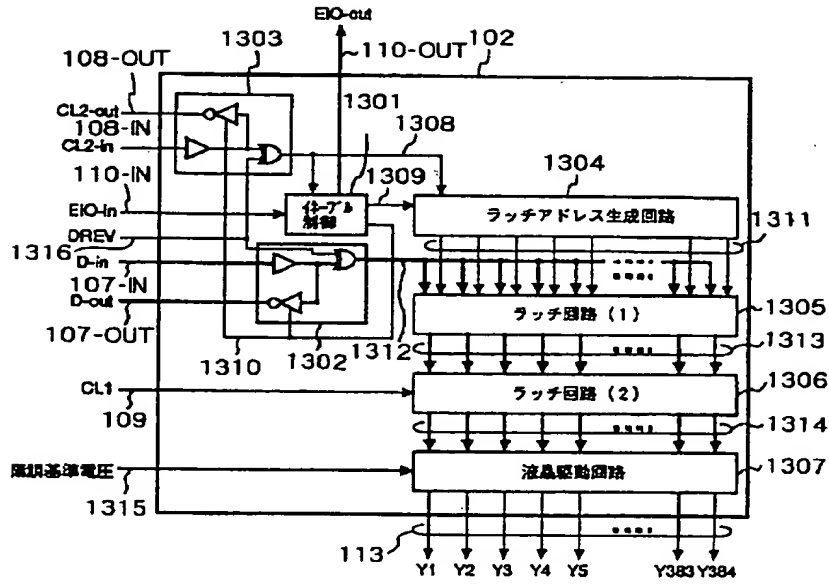 EIO-out
1303
110-OUT
102
108-OUT
1301
CL2-out
108-IN
1308
CL2-in
1304
110-IN
1309
EIO-in
イネーブル
制御
ラッチアドレス生成回路
DREV
1311
1316
D-in
107-IN
D-out
ラッチ回路 (1)
1305
107-OUT
1310
1302
1312
1313
CL1
ラッチ回路 (2)
1306
109
1314
階調基準電圧
液晶駆動回路
1307
1315
113
Y1 Y2 Y3 Y4 Y5 Y383 Y384